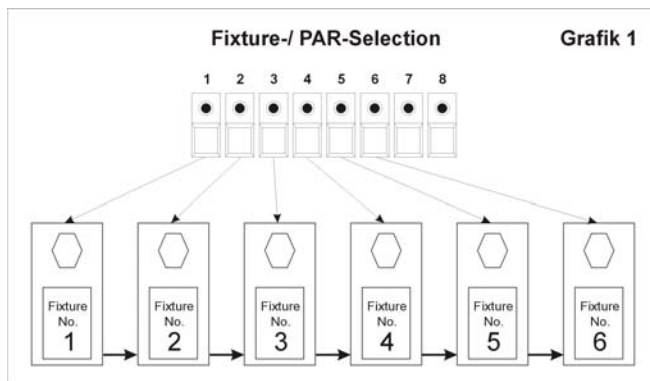 Fixture-/ PAR-Selection
Grafik 1
1 2 3 4 5 6 7 8
Fixture
No.
1
Fixture
No.
2
Fixture
No.
3
Fixture
No.
4
Fixture
No.
5
Fixture
No.
6